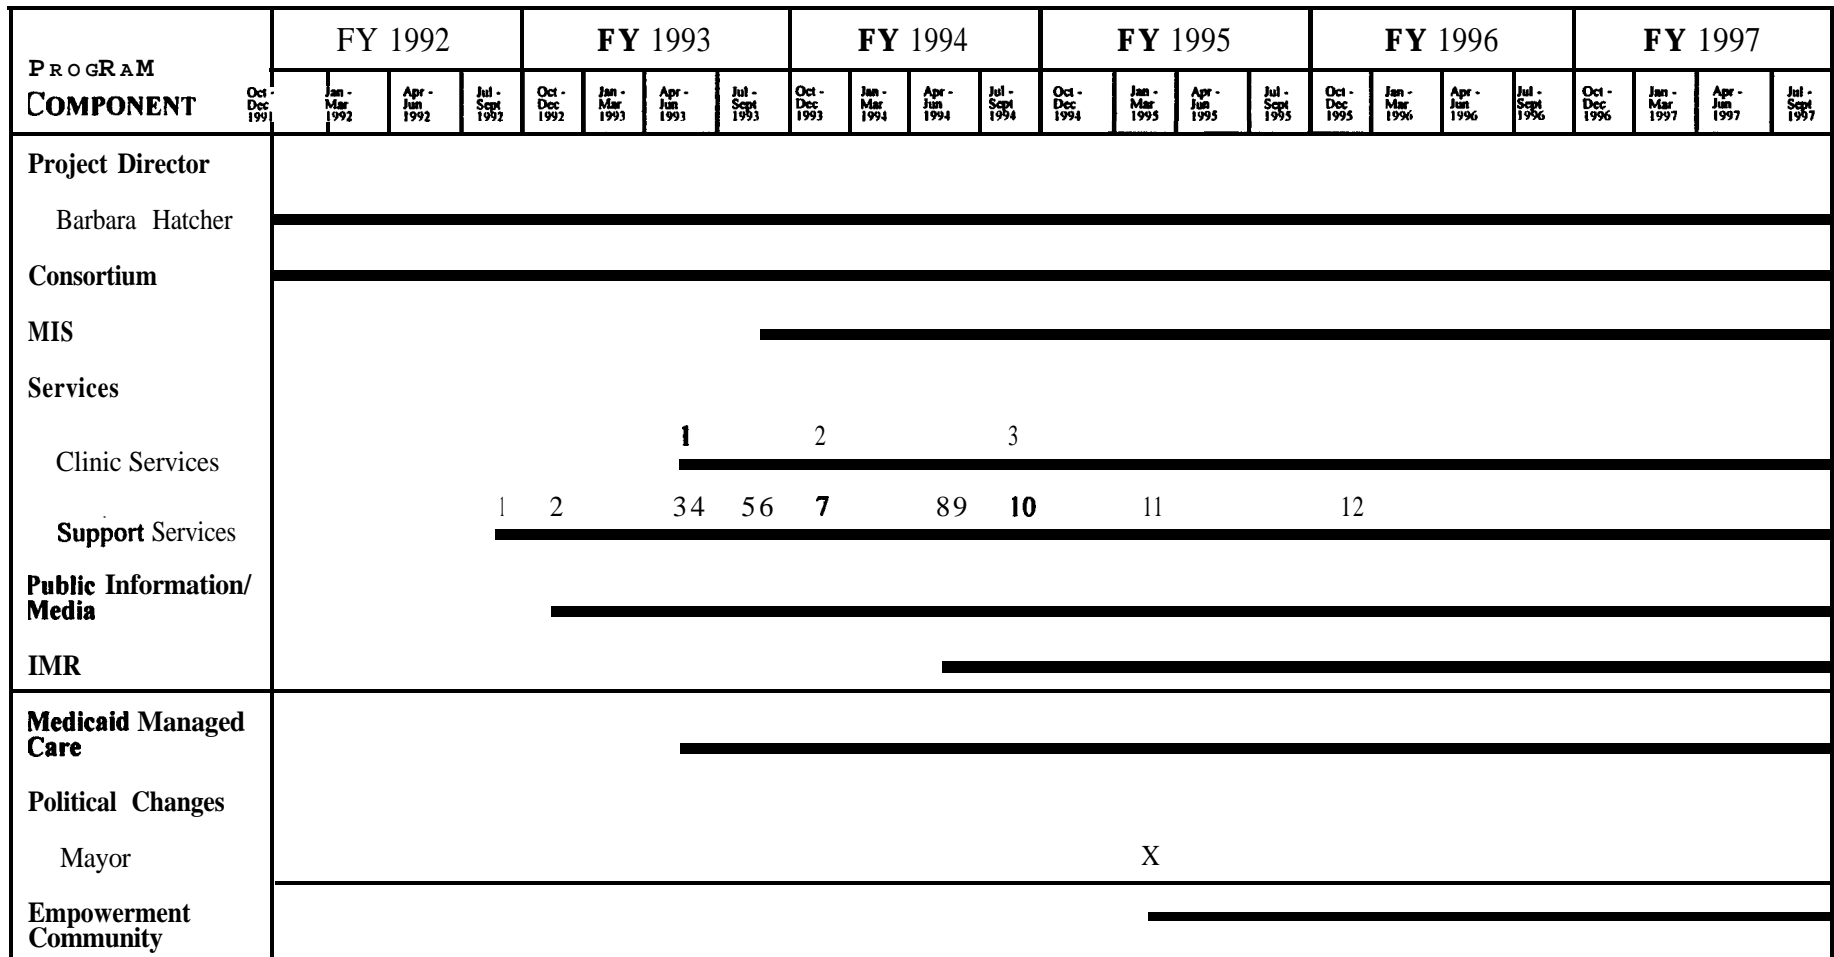 FY 1992 FY 1993 FY 1994 FY 1995 FY 1996 FY 1997
PROGRAM
COMPONENT
Oct - Jan - Apr - Jul - Oct - Jan - Apr - Jul - Oct - Jan - Apr - Jul - Oct - Jan - Apr - Jul - Oct - Jan - Apr - Jul - Oct - Jan - Apr - Jul -
Dec Mar Jun Sept Dec Mar Jun Sept Dec Mar Jun Sept Dec Mar Jun Sept Dec Mar Jun Sept Dec Mar Jun Sept
1991 1992 1992 1992 1992 1993 1993 1993 1993 1994 1994 1994 1994 1995 1995 1995 1995 1996 1996 1996 1996 1997 1997 1997
Project Director
Barbara Hatcher
Consortium
MIS
Services
1 2 3
Clinic Services
1 2 3 4 5 6 7 8 9 10 11 12
Support Services
Public Information/
Media
IMR
Medicaid Managed
Care
Political Changes
Mayor X
Empowerment
Community